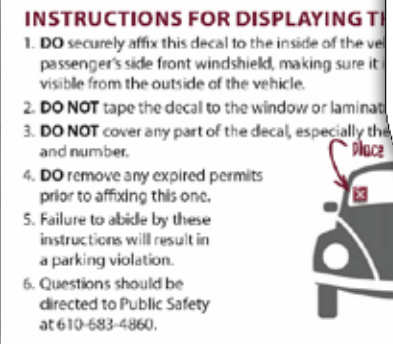 INSTRUCTIONS FOR DISPLAYING
1. DO securely affix this decal to the inside of the
passenger's side front windshield, making sure it
visible from the outside of the vehicle.
2. DO NOT tape the decal to the window or
3. DO NOT cover any part of the decal, especially the
and number.
Place
4. DO remove any expired permits
prior to affixing this one.
5. Failure to abide by these
instructions will result in
a parking violation.
6. Questions should be
directed to Public Safety
at 610-683-4860.